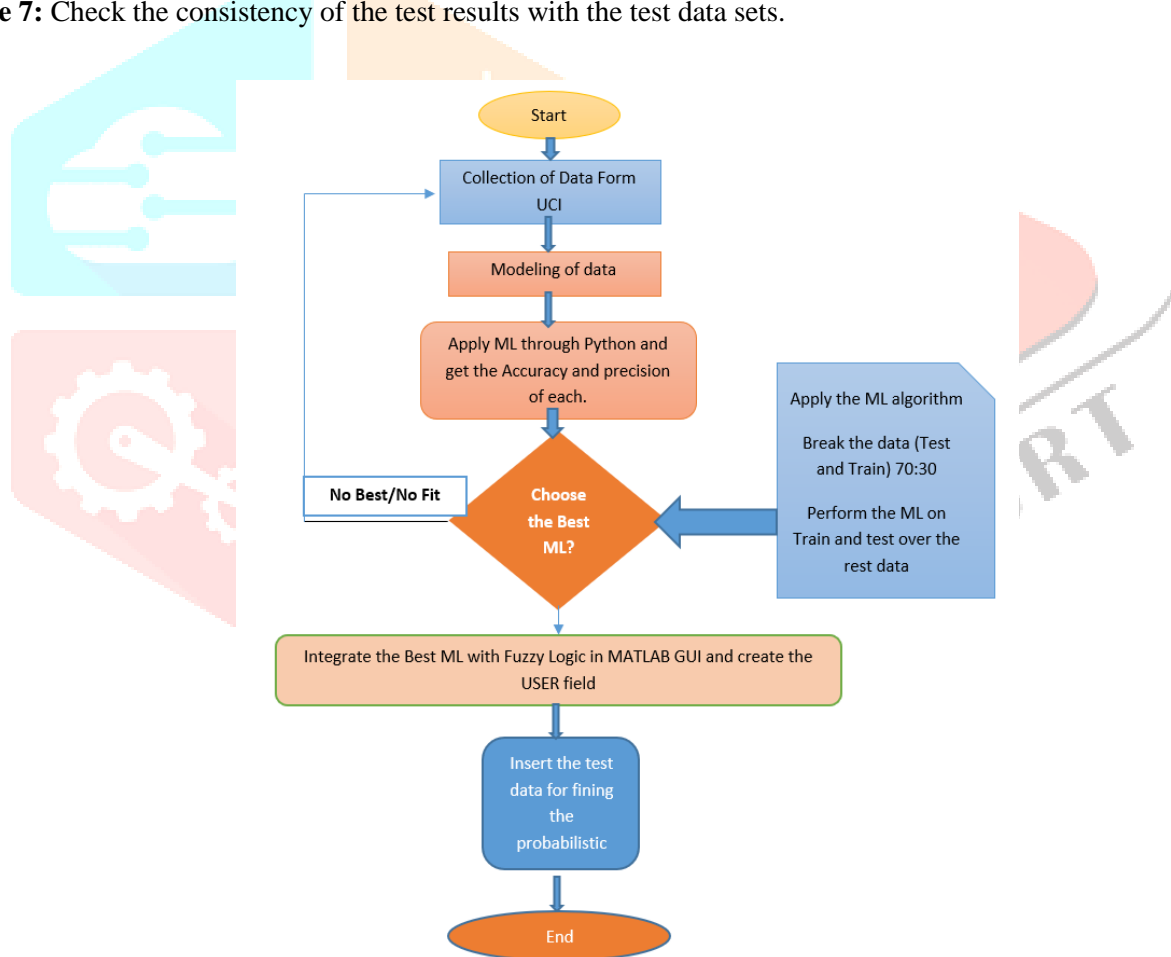 e 7: Check the consistency of the test results with the test data sets.
Start
Collection of Data Form
UCI
Modeling of data
Apply ML through Python and
get the Accuracy and precision
of each.
Apply the ML algorithm
Break the data (Test
and Train) 70:30
Perform the ML on
Train and test over the
rest data
No Best/No Fit
Choose
the Best
ML?
Integrate the Best ML with Fuzzy Logic in MATLAB GUI and create the
USER field
Insert the test
data for fining
the
probabilistic
End
RT